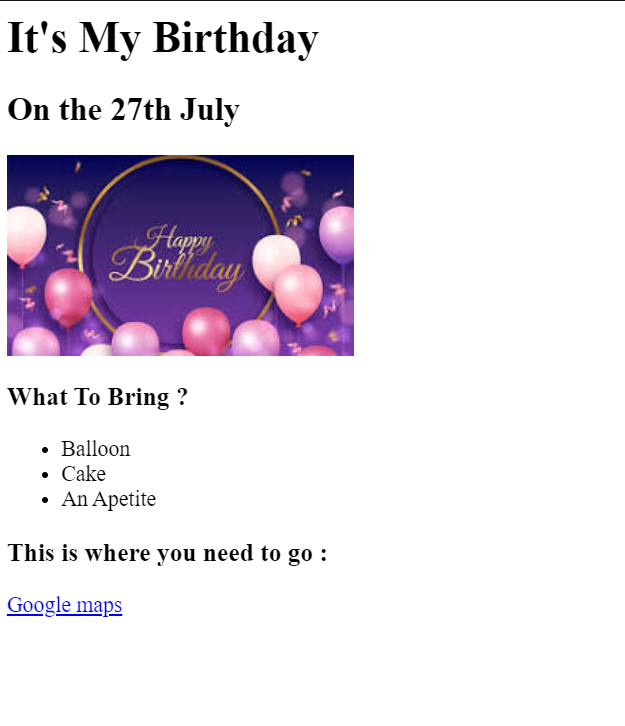 It's My Birthday
On the 27th July
Happy
Birthday
What To Bring ?
Balloon
Cake
An Apetite
This is where you need to go :
Google maps